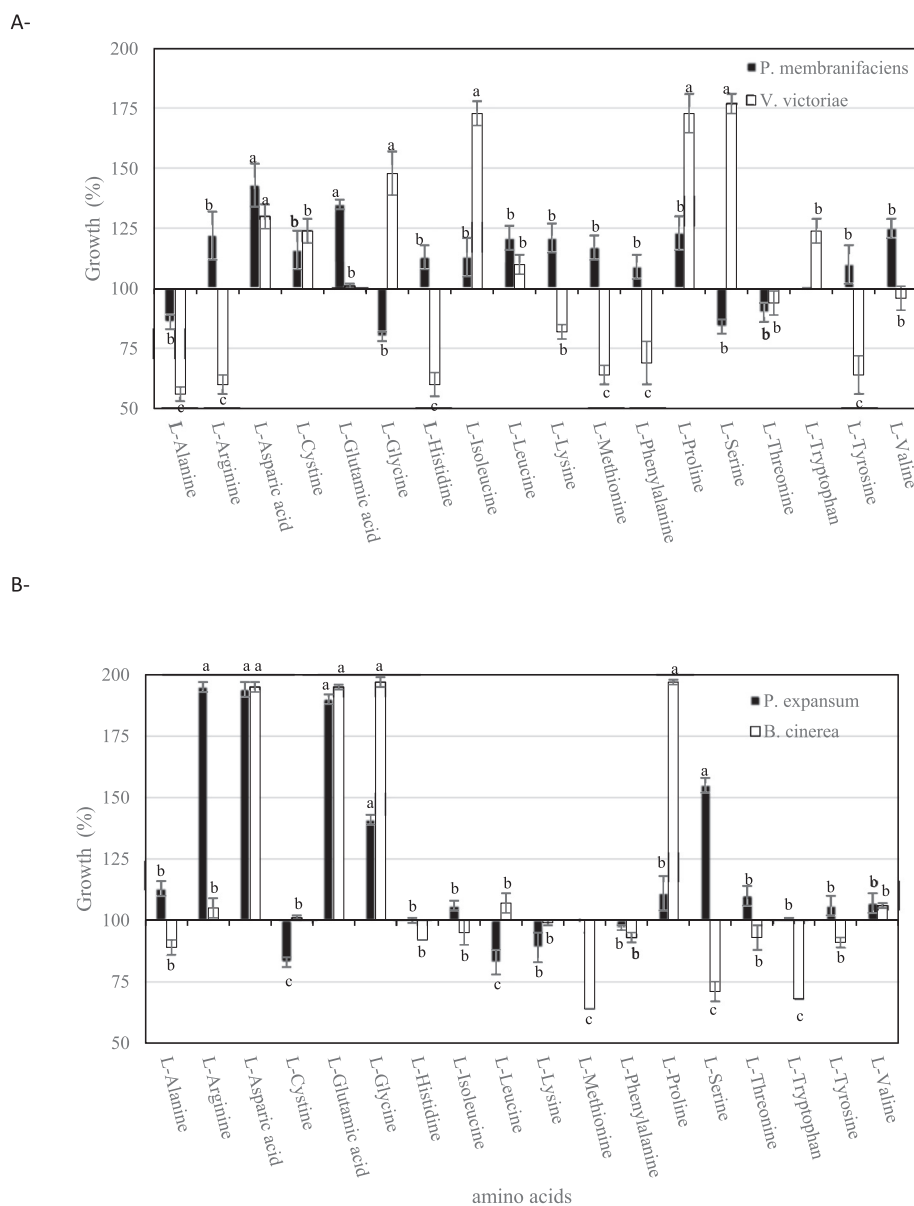 A-
200
P. membranifaciens
a
a
V. victoriae
a
175
a
a
150
a
b
b
a
b
b
b
b
b
b
b
b
b
b
b
b
b
b
125
b
100
Growth (%)
b
b
b
b
b
b
b
75
c
c
c
50
L-Alanine
L-Arginine
L-Asparic acid
L-Cystine
L-Glutamic acid
L-Glycine
L-Histidine
L-Isoleucine
L-Leucine
L-Lysine
L-Methionine
L-Phenylalanine
L-Proline
L-Serine
L-Threonine
L-Tryptophan
L-Tyrosine
L-Valine
c
c
c
B-
a
a a
a
a
a
a
200
a
P. expansum
B. cinerea
175
a
150
a
Growth (%)
125
b
b
b
b
b
b
b
b
b
b
b
b
b
b
100
b
b
b
b
b
b
b
b
b
75
c
c
c
c
c
50
L-Alanine
L-Arginine
L-Asparic acid
L-Cystine
L-Glutamic acid
L-Glycine
L-Histidine
L-Isoleucine
L-Leucine
L-Lysine
L-Methionine
L-Phenylalanine
L-Proline
L-Serine
L-Threonine
L-Tryptophan
L-Tyrosine
L-Valine
amino acids